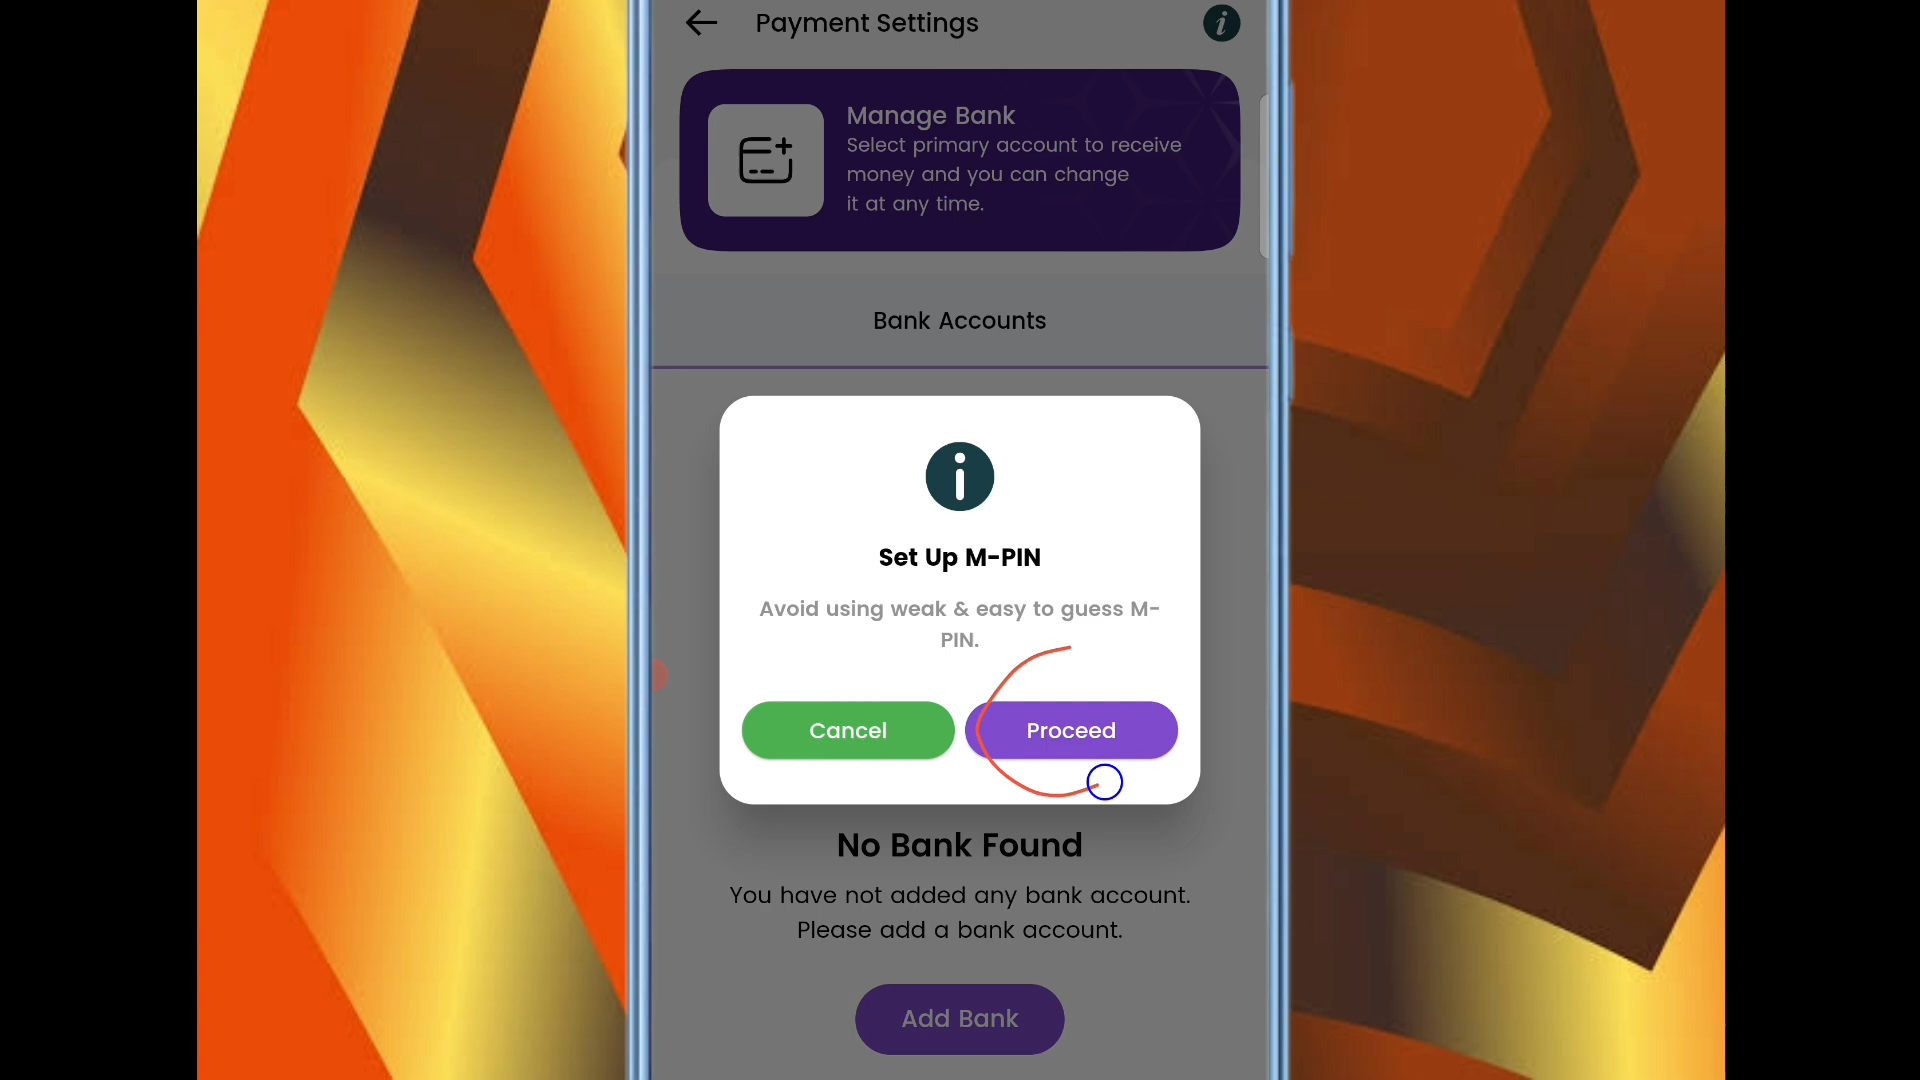 Payment Settings
Manage Bank
Select primary account to receive
money and you can change
it at any time.
Bank Accounts
Set Up M-PIN
Avoid using weak & easy to guess M-
PIN.
Cancel
Proceed
No Bank Found
You have not added any bank account.
Please add a bank account.
Add Bank